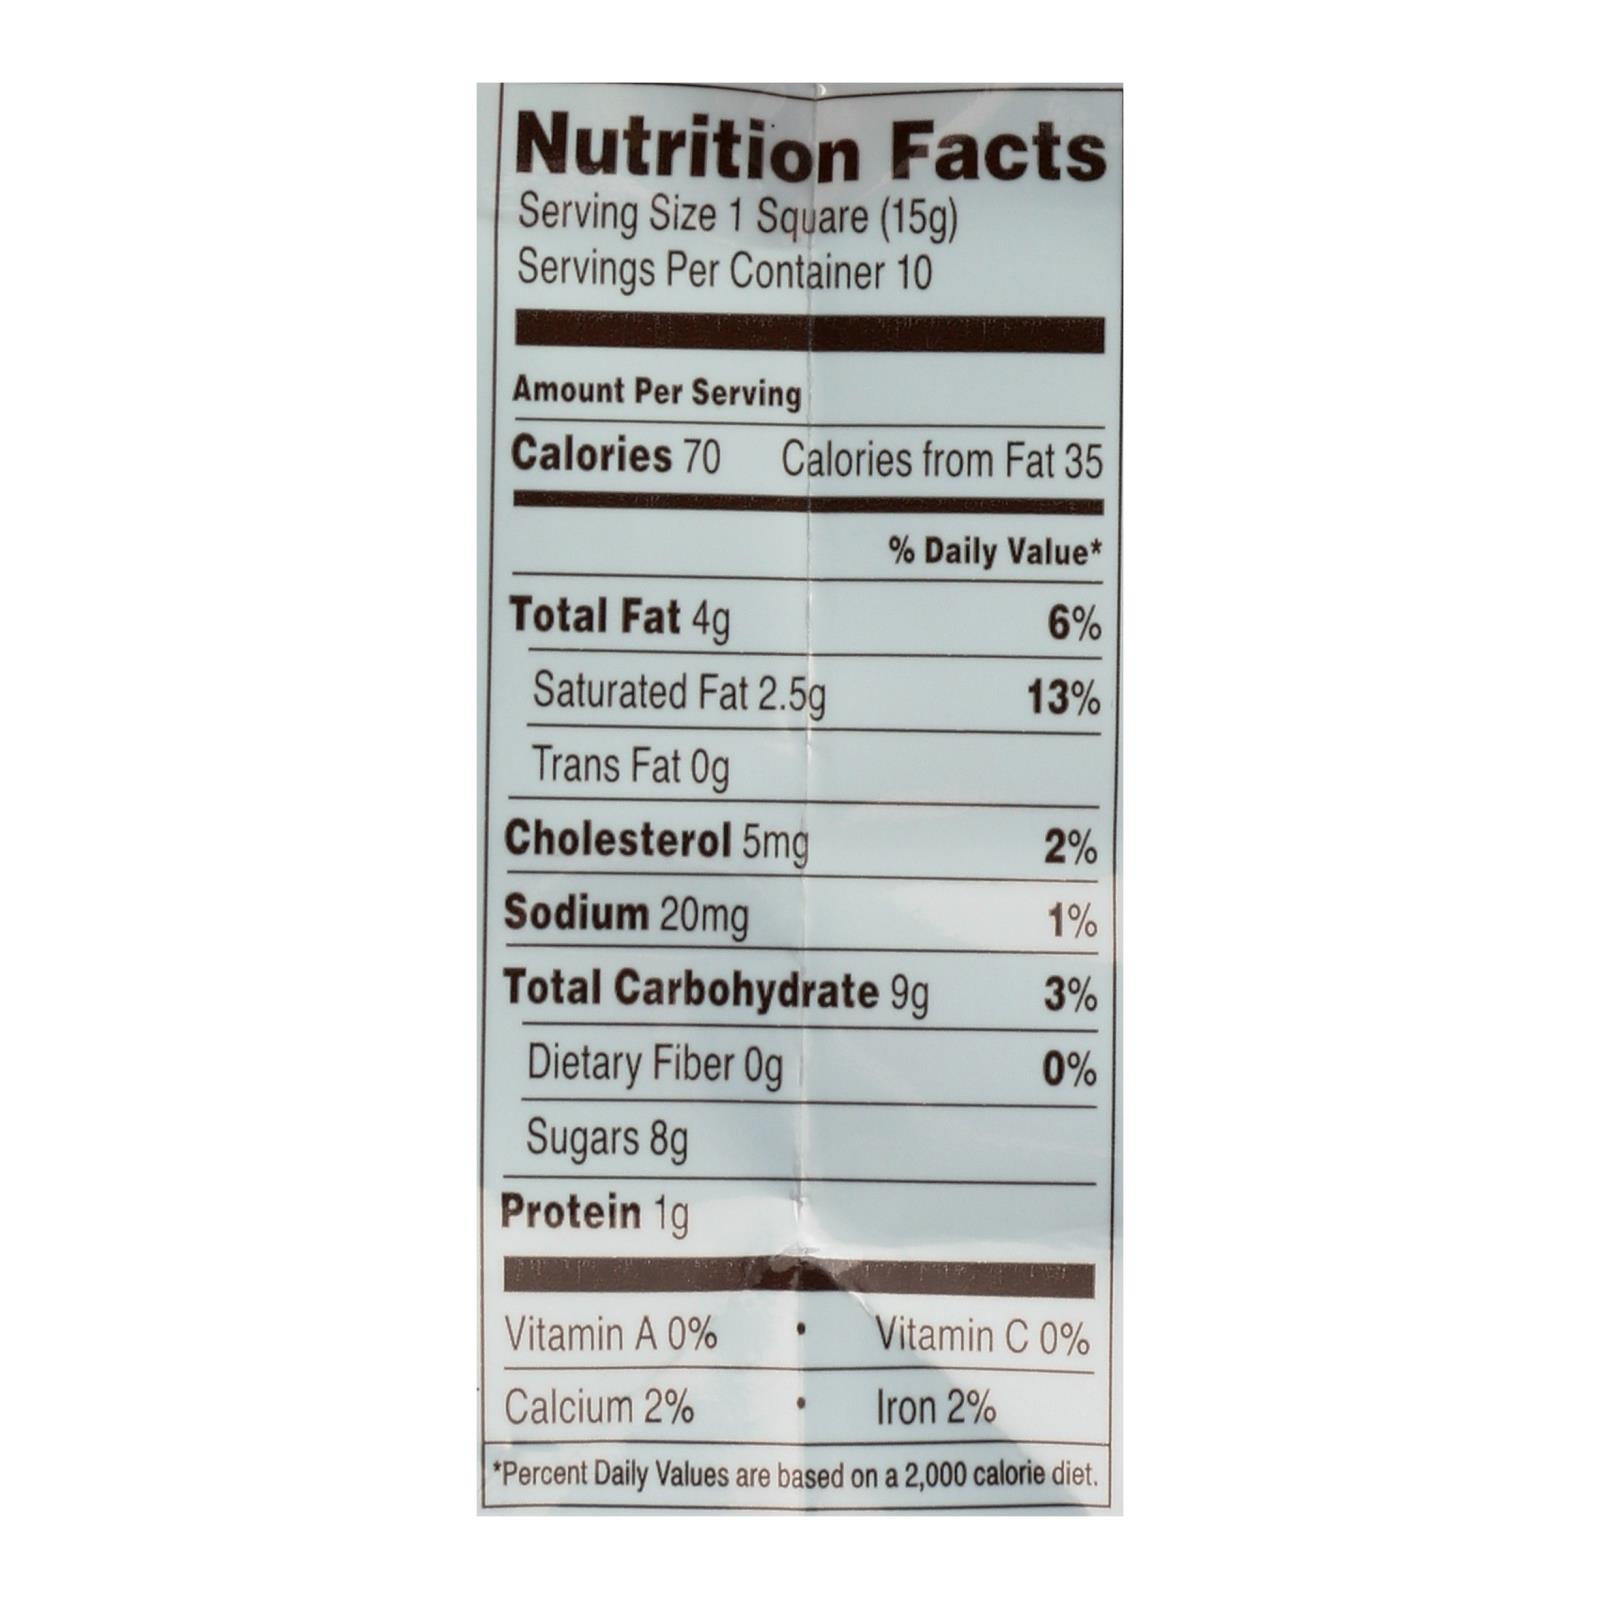 Nutrition Facts
Serving Size 1 Square (15g)
Servings Per Container 10
Amount Per Serving
Calories 70 Calories from Fat 35
% Daily Value*
Total Fat 4g 6%
Saturated Fat 2.5g 13%
Trans Fat 0g
Cholesterol 5mg 2%
Sodium 20mg 1%
Total Carbohydrate 9g 3%
Dietary Fiber 0g 0%
Sugars 8g
Protein 1g
Vitamin A 0% • Vitamin C 0%
Calcium 2% • Iron 2%
*Percent Daily Values are based on a 2,000 calorie diet.